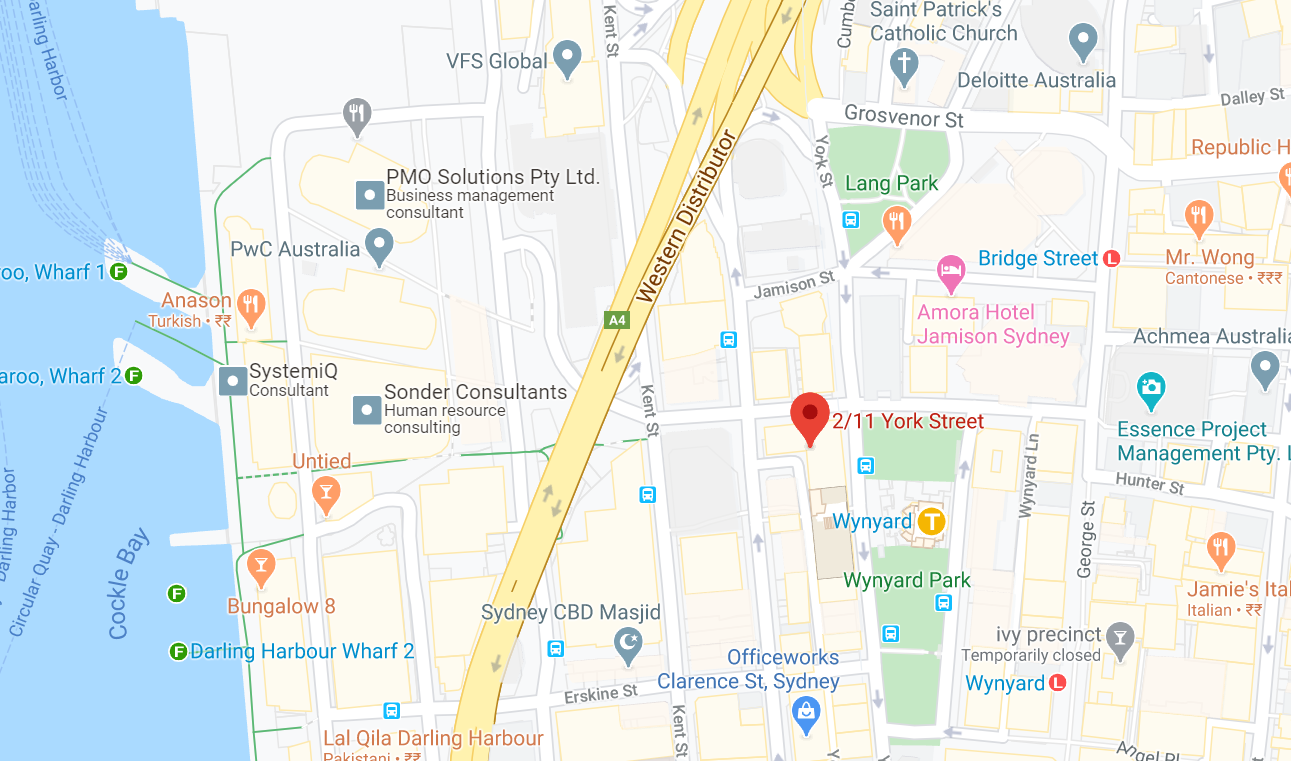 Darling Harbor
Kent St
Cumb
Saint Patrick's
Catholic Church
VFS Global
Deloitte Australia
Dalley St
Grosvenor St
York St
Western Distributor
Republic H
PMO Solutions Pty Ltd.
Business management
consultant
Lang Park
PwC Australia
Bridge Street L
Mr. Wong
Cantonese • ₹₹₹
roo, Wharf 1 F
Jamison St
Anason
Turkish • ₹₹
A4
Amora Hotel
Jamison Sydney
Achmea Australia
aroo, Wharf 2 F
SystemiQ
Consultant
Sonder Consultants
Human resource
consulting
Kent St
2/11 York Street
Essence Project
Management Pty. L
Untied
Wynyard Ln
Hunter St
Darling Harbor
Circular Quay - Darling Harbour
Cockle Bay
Wynyard T
George St
Wynyard Park
F
Bungalow 8
Jamie's Ital
Italian • ₹₹
Sydney CBD Masjid
ivy precinct
Temporarily closed
F Darling Harbour Wharf 2
Officeworks
Clarence St, Sydney
Wynyard L
Erskine St
Kent St
Lal Qila Darling Harbour
Pakistani • ₹₹
Y
Angel Pl